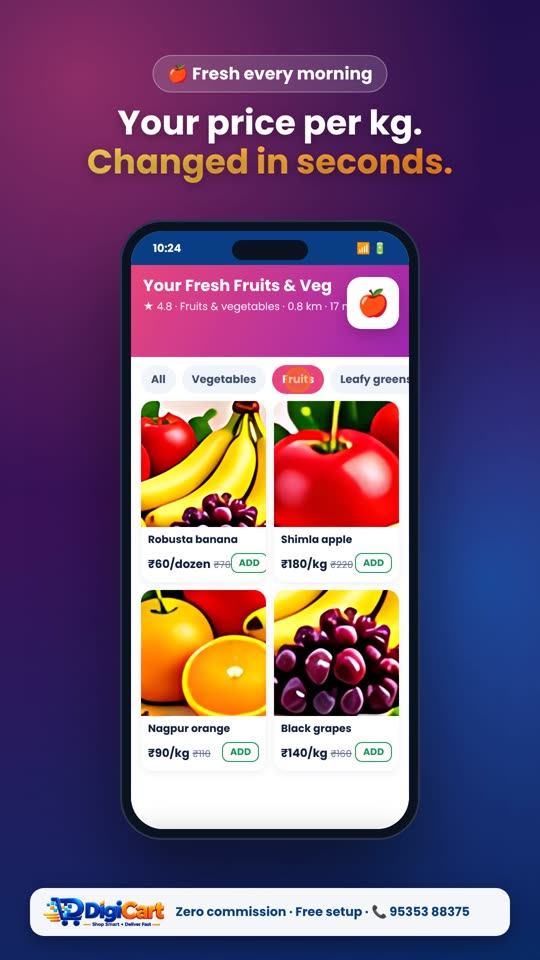 🍎 Fresh every morning
Your price per kg.
Changed in seconds.
10:24
Your Fresh Fruits & Veg
★ 4.8 · Fruits & vegetables · 0.8 km · 17
All
Vegetables
Fruits
Leafy greens
Robusta banana
₹60/dozen ₹70 ADD
Shimla apple
₹180/kg ₹220 ADD
Nagpur orange
₹90/kg ₹110 ADD
Black grapes
₹140/kg ₹160 ADD
DigiCart
Shop Smart • Deliver Fast
Zero commission · Free setup · 📞 95353 88375